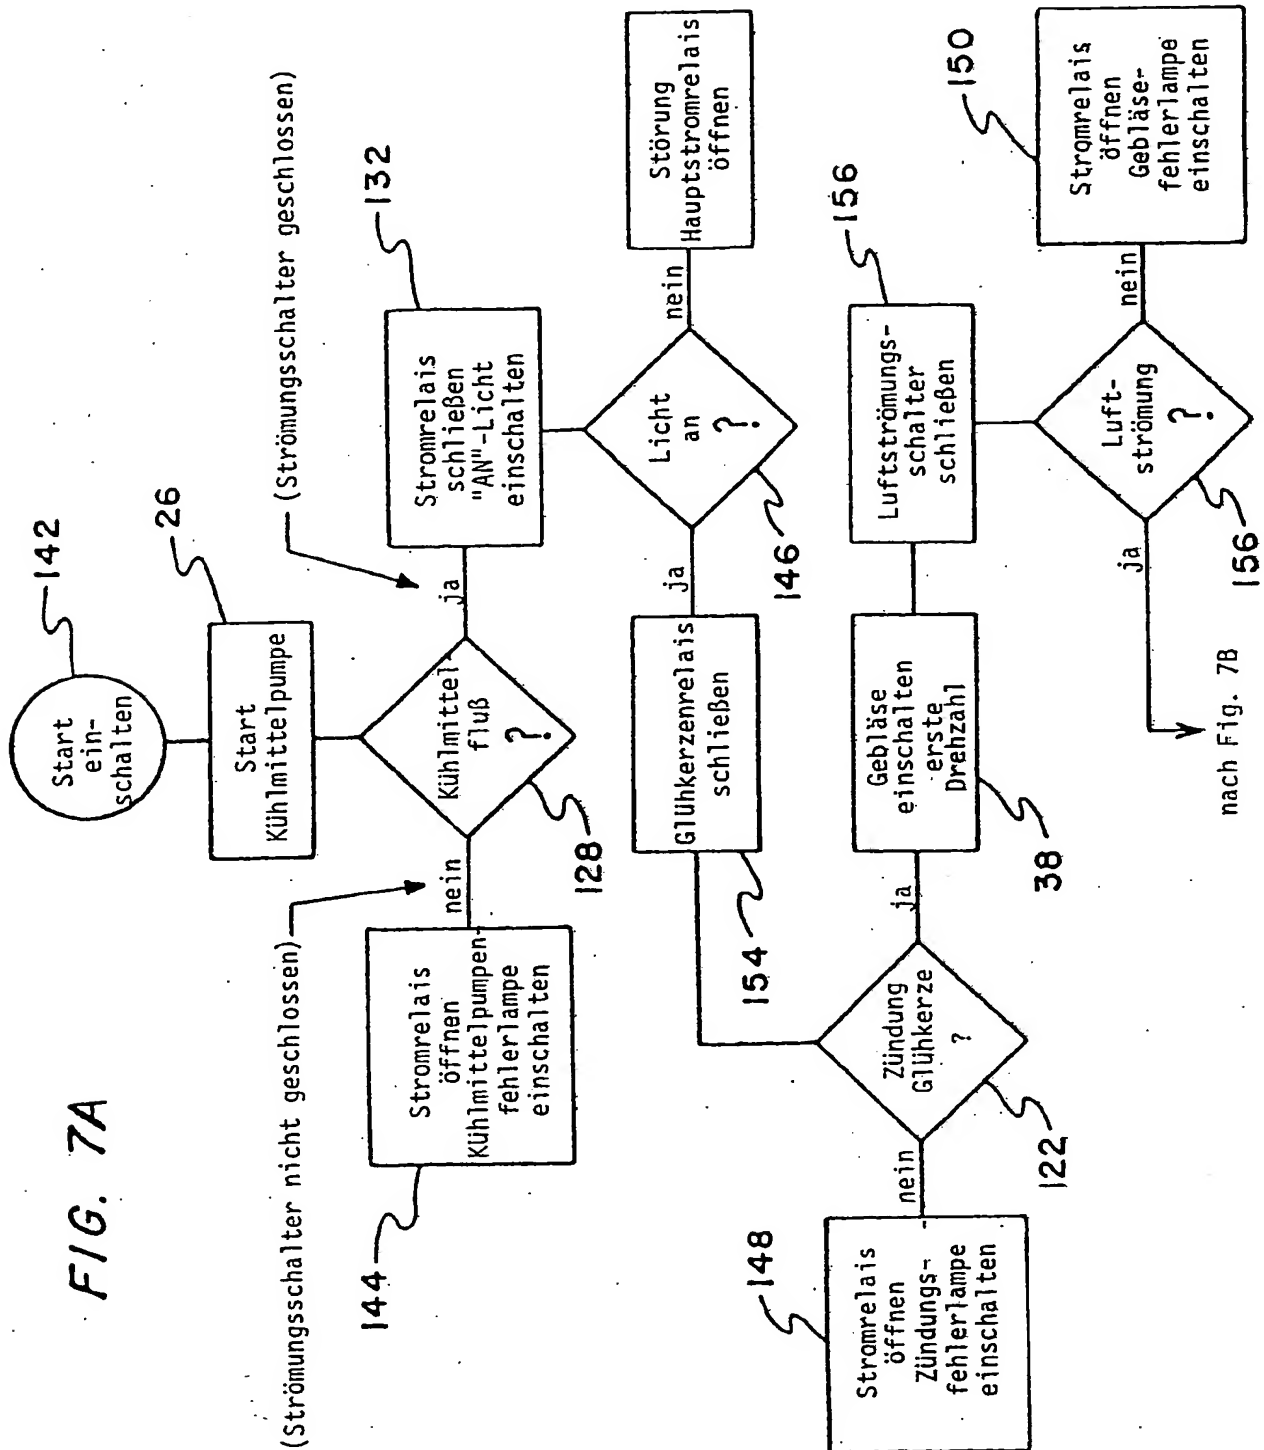 FIG. 7A
142
Start
ein-
schalten
26
Start
Kühlmittelpumpe
(Strömungsschalter nicht geschlossen)
(Strömungsschalter geschlossen)
144
Stromrelais
öffnen
Kühlmittelpumpen-
fehlerlampe
einschalten
nein
Kühlmittel-
fluß
?
128
ja
132
Stromrelais
schließen
"AN"-Licht
einschalten
154
Glühkerzenrelais
schließen
ja
Licht
an
?
146
nein
Störung
Hauptstromrelais
öffnen
148
Stromrelais
öffnen
Zündungs-
fehlerlampe
einschalten
nein
Zündung
Glühkerze
?
122
ja
Gebläse
einschalten
erste
Drehzahl
38
156
Luftströmungs-
schalter
schließen
ja
nach Fig. 7B
Luft-
strömung
?
156
nein
150
Stromrelais
öffnen
Gebläse-
fehlerlampe
einschalten